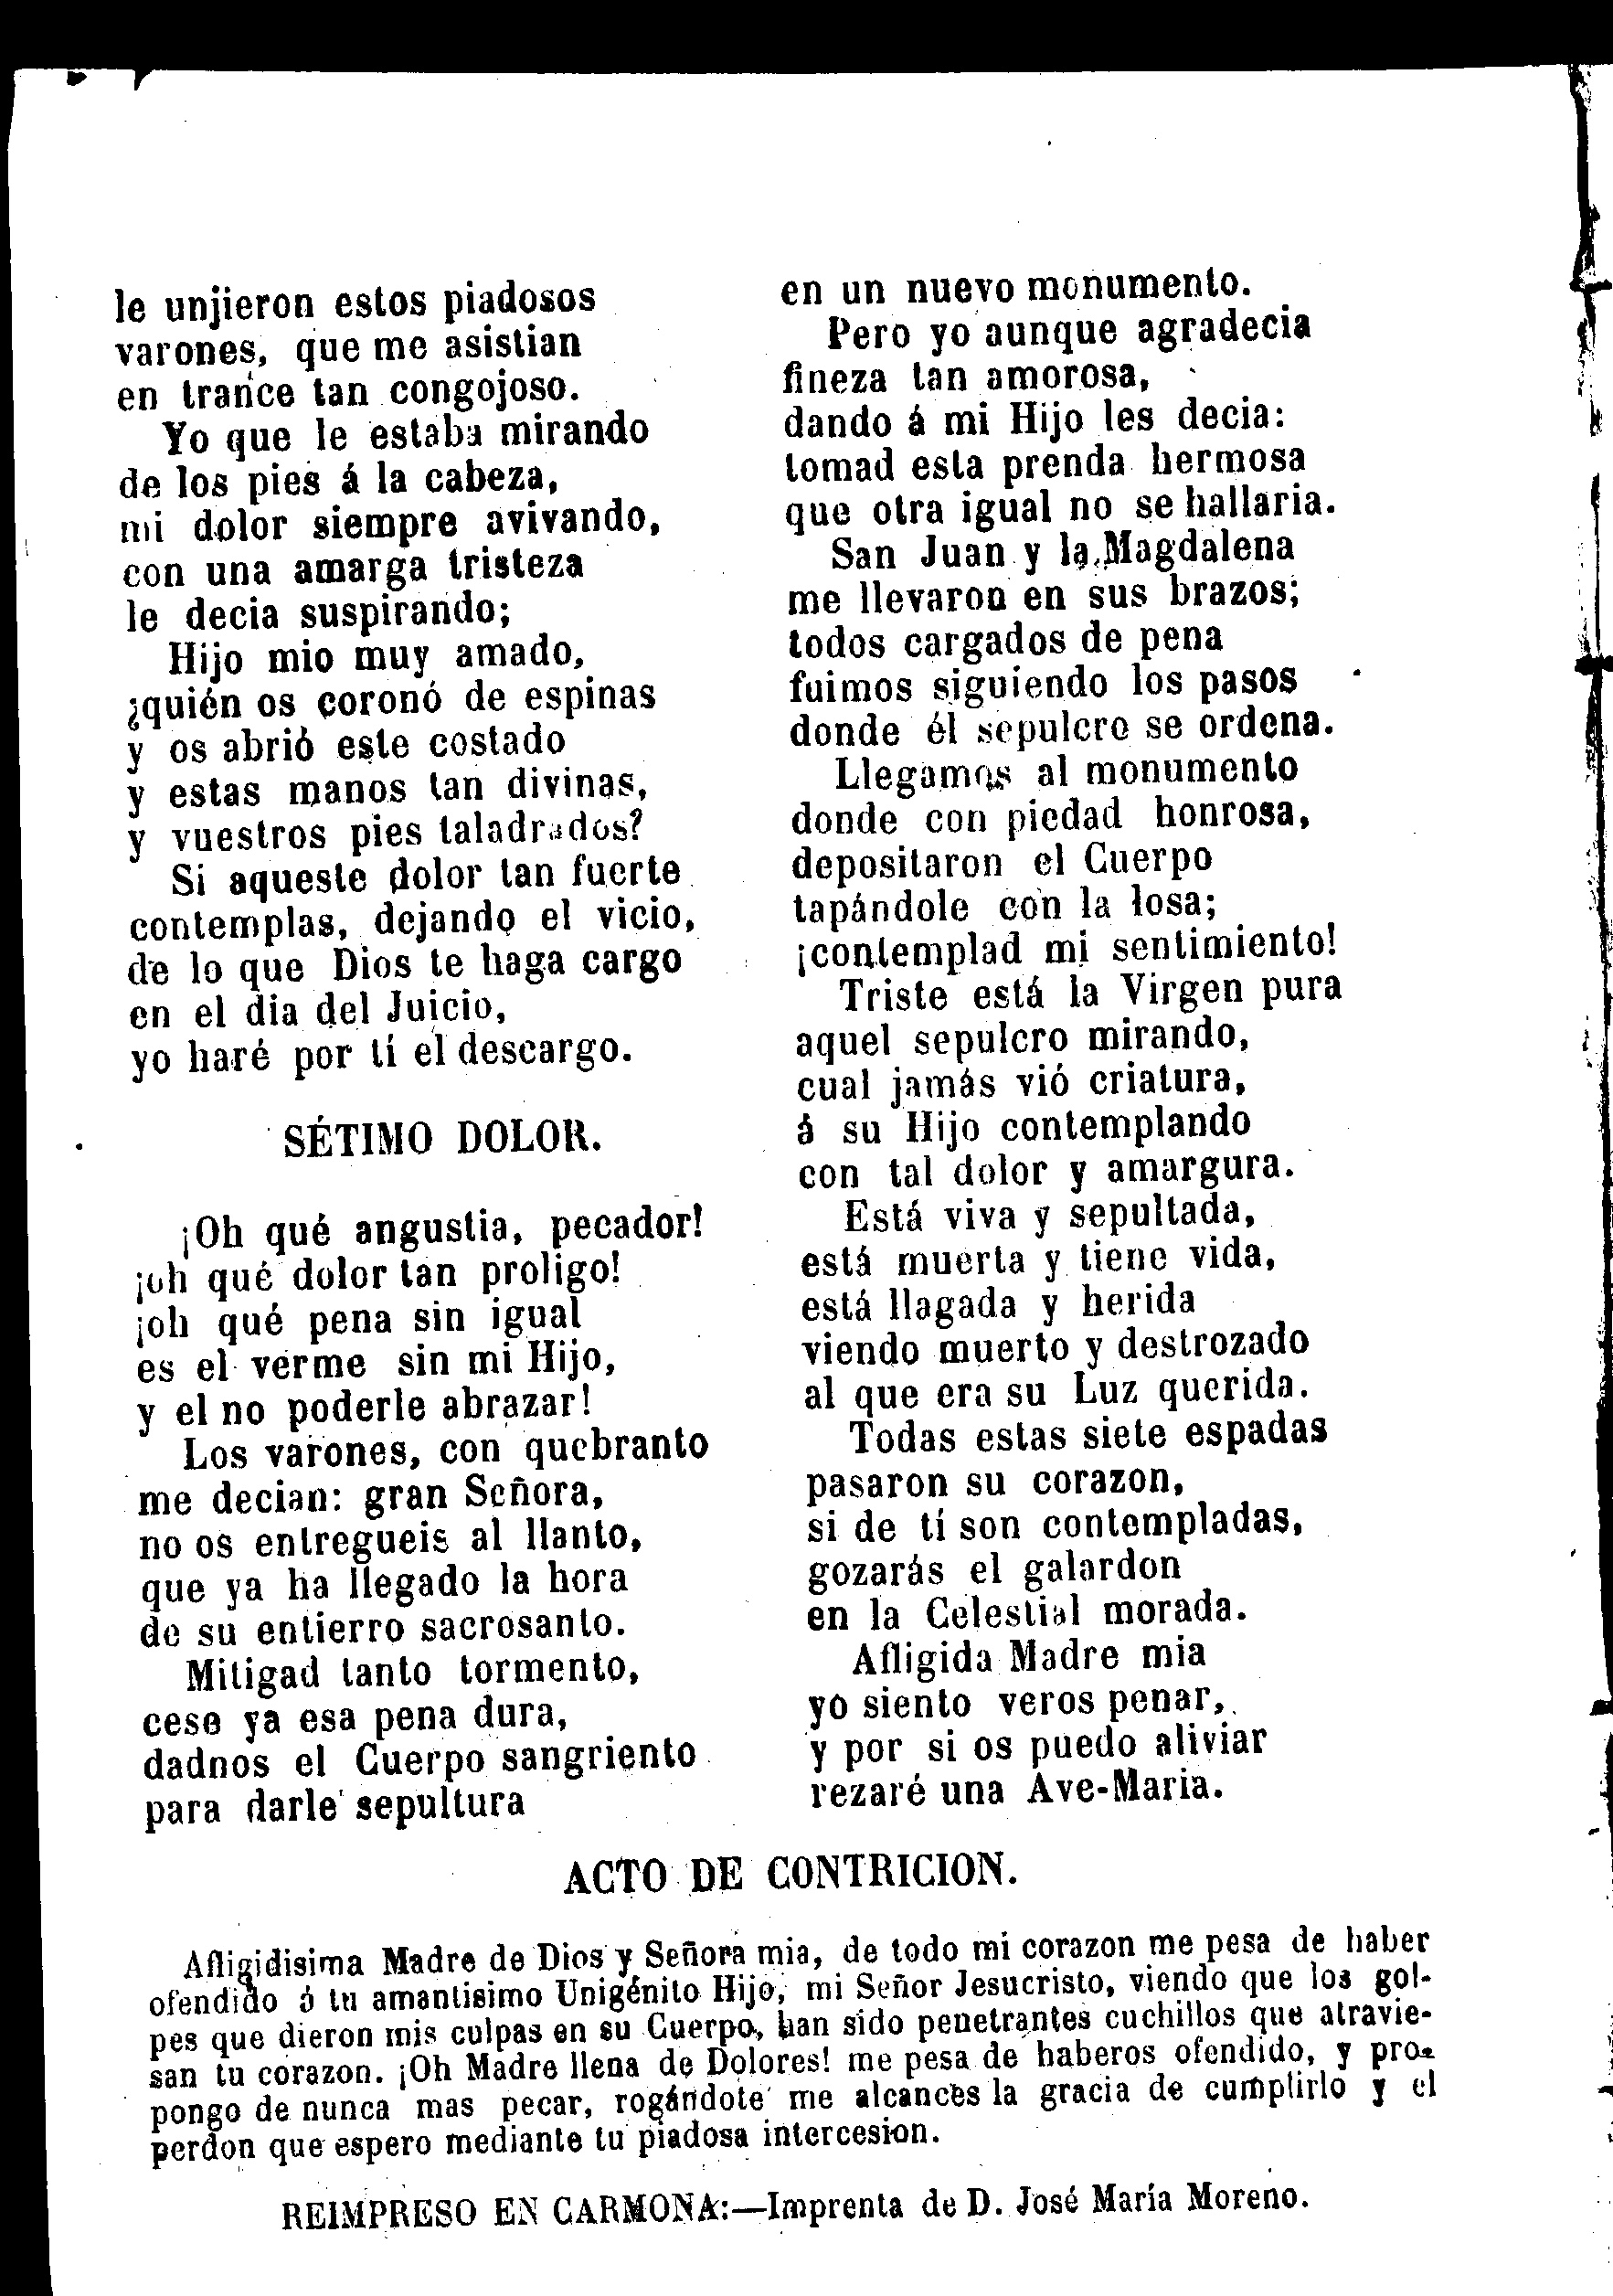 le unjieron estos piadosos
varones, que me asistian
en trance tan congojoso.
Yo que le estaba mirando
de los pies á la cabeza,
mi dolor siempre avivando,
con una amarga tristeza
le decia suspirando;
Hijo mio muy amado,
¿quién os coronó de espinas
y os abrió este costado
y estas manos tan divinas,
y vuestros pies taladrados?
Si aqueste dolor tan fuerte
contemplas, dejando el vicio,
de lo que Dios te haga cargo
en el dia del Juicio,
yo haré por tí el descargo.
SÉTIMO DOLOR.
¡Oh qué angustia, pecador!
¡oh qué dolor tan proligo!
¡oh qué pena sin igual
es el verme sin mi Hijo,
y el no poderle abrazar!
Los varones, con quebranto
me decian: gran Señora,
no os entregueis al llanto,
que ya ha llegado la hora
de su entierro sacrosanto.
Mitigad tanto tormento,
cese ya esa pena dura,
dadnos el Cuerpo sangriento
para darle sepultura
en un nuevo monumento.
Pero yo aunque agradecia
fineza tan amorosa,
dando á mi Hijo les decia:
tomad esta prenda hermosa
que otra igual no se hallaria.
San Juan y la Magdalena
me llevaron en sus brazos;
todos cargados de pena
fuimos siguiendo los pasos
donde él sepulcro se ordena.
Llegamos al monumento
donde con piedad honrosa,
depositaron el Cuerpo
tapándole con la losa;
¡contemplad mi sentimiento!
Triste está la Virgen pura
aquel sepulcro mirando,
cual jamás vió criatura,
á su Hijo contemplando
con tal dolor y amargura.
Está viva y sepultada,
está muerta y tiene vida,
está llagada y herida
viendo muerto y destrozado
al que era su Luz querida.
Todas estas siete espadas
pasaron su corazon,
si de tí son contempladas,
gozarás el galardon
en la Celestial morada.
Afligida Madre mia
yo siento veros penar,
y por si os puedo aliviar
rezaré una Ave-Maria.
ACTO DE CONTRICION.
Afligidisima Madre de Dios y Señora mia, de todo mi corazon me pesa de haber
ofendido á tu amantisimo Unigénito Hijo, mi Señor Jesucristo, viendo que los gol-
pes que dieron mis culpas en su Cuerpo, han sido penetrantes cuchillos que atravie-
san tu corazon. ¡Oh Madre llena de Dolores! me pesa de haberos ofendido, y pro-
pongo de nunca mas pecar, rogándote me alcances la gracia de cumplirlo y el
perdon que espero mediante tu piadosa intercesion.
REIMPRESO EN CARMONA:—Imprenta de D. José María Moreno.